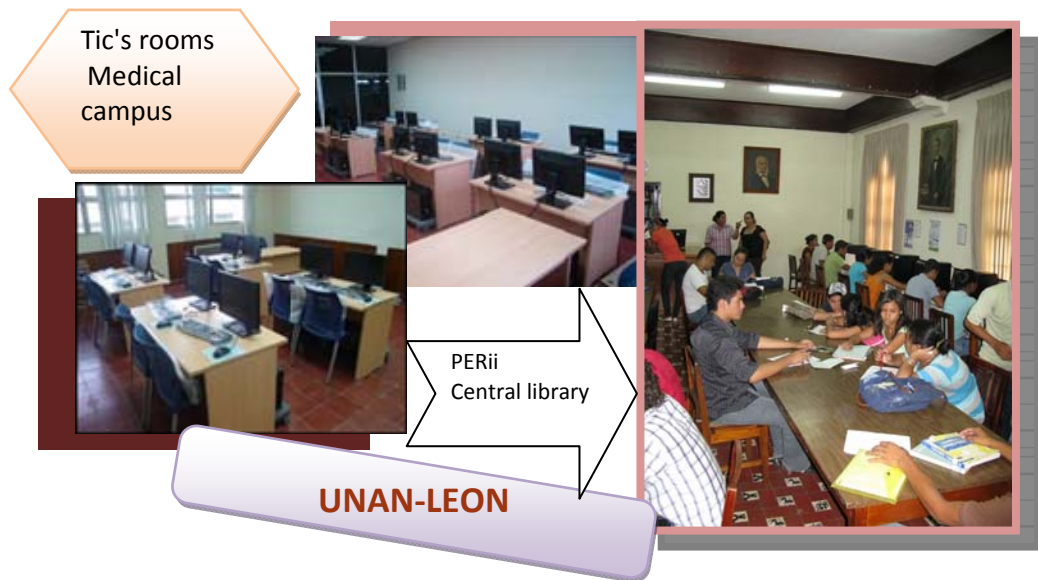 Tic's rooms
Medical
campus
PERii
Central library
UNAN-LEON